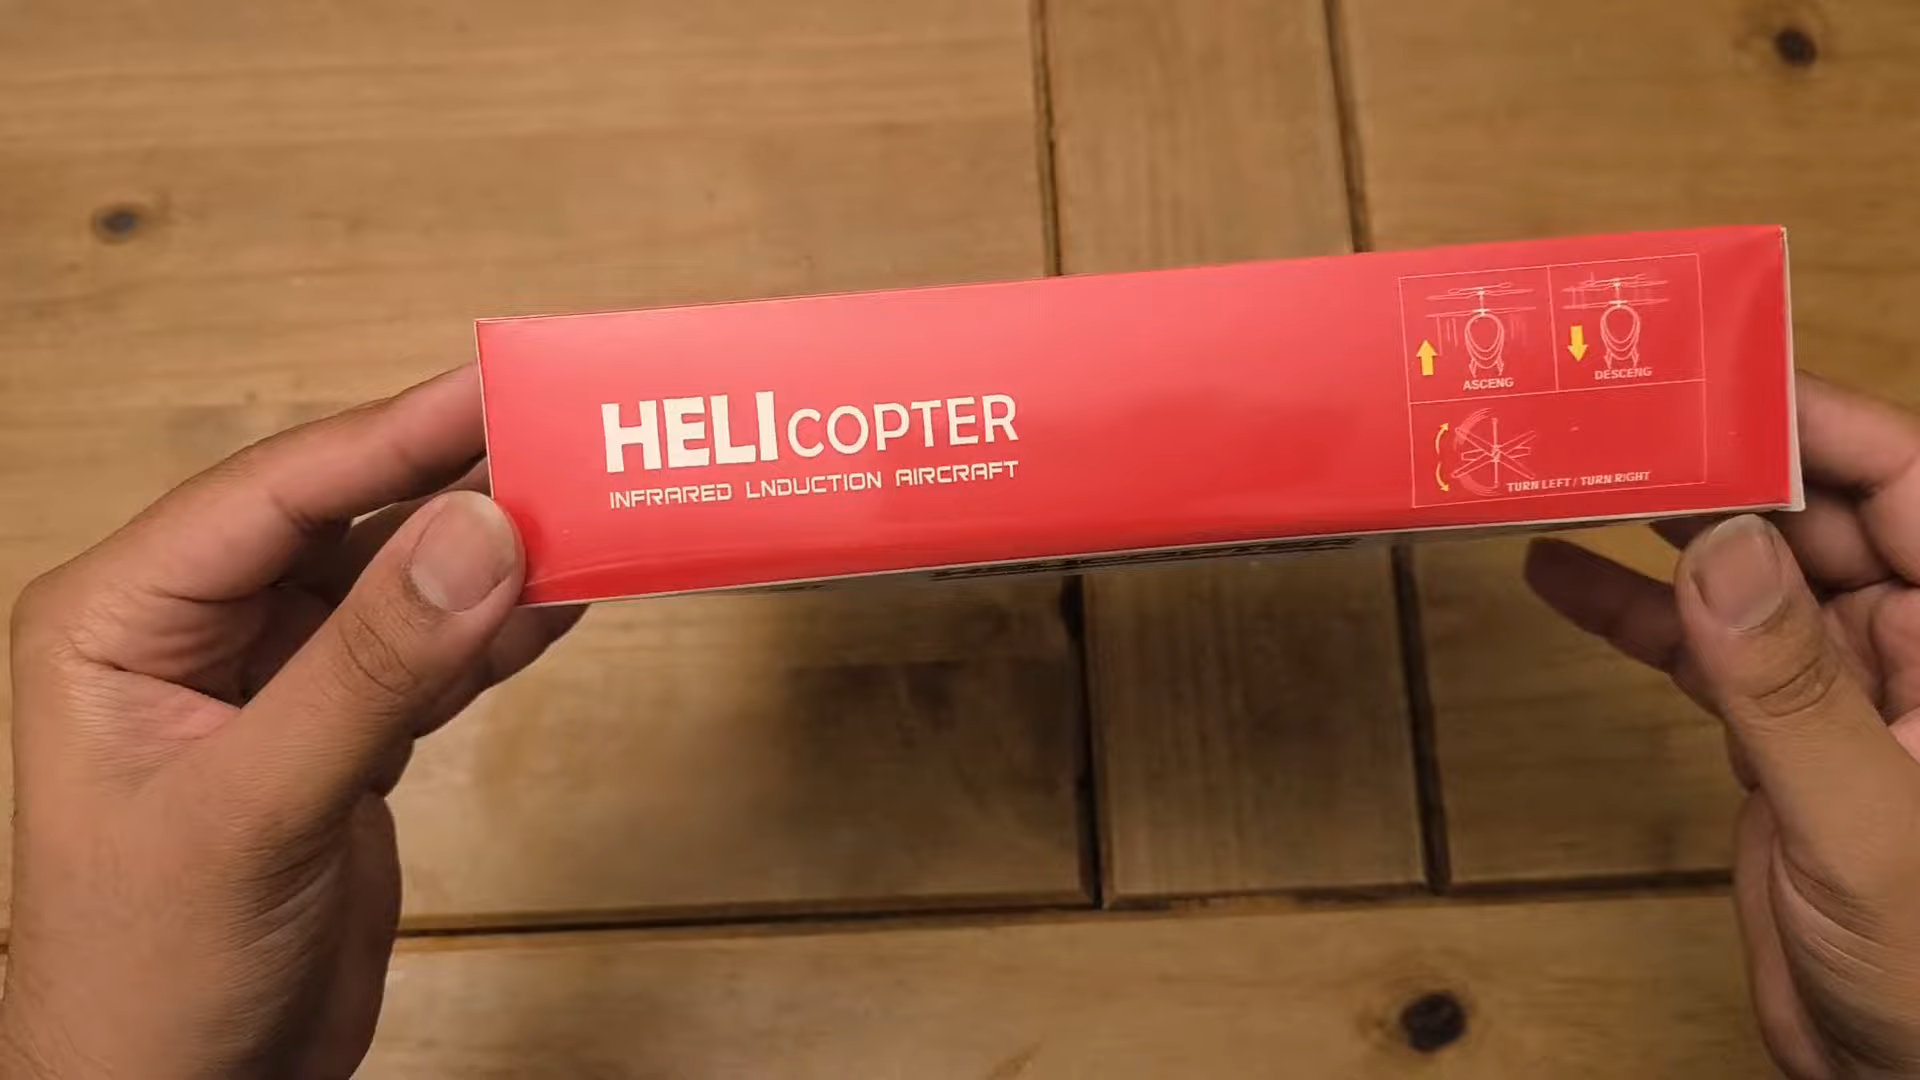 HELICOPTER
INFRARED LNDUCTION AIRCRAFT
ASCENG
DESCENG
TURN LEFT / TURN RIGHT